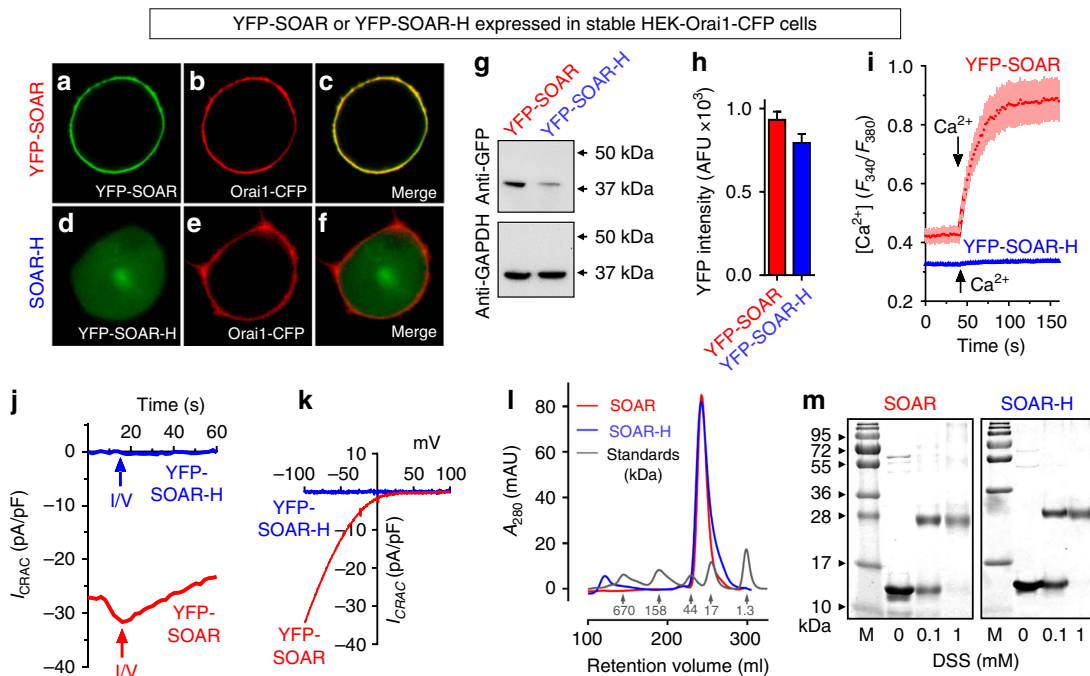 YFP-SOAR or YFP-SOAR-H expressed in stable HEK-Orai1-CFP cells
YFP-SOAR
a
YFP-SOAR
b
Orai1-CFP
c
Merge
SOAR-H
d
YFP-SOAR-H
e
Orai1-CFP
f
Merge
g
YFP-SOAR
YFP-SOAR-H
Anti-GFP
50 kDa
37 kDa
Anti-GAPDH
50 kDa
37 kDa
h
YFP intensity (AFU ×10³)
1.0
0.5
0.0
YFP-SOAR
YFP-SOAR-H
i
YFP-SOAR
[Ca²⁺] (F₃₄₀/F₃₈₀)
1.0
0.8
0.6
0.4
0.2
Ca²⁺
YFP-SOAR-H
Ca²⁺
0 50 100 150
Time (s)
j
Time (s)
20 40 60
I_CRAC (pA/pF)
0
−10
−20
−30
−40
I/V
YFP-
SOAR-H
YFP-
SOAR
I/V
k
mV
−100 −50 0 50 100
10
0
−10
−20
−30
−35
−40
I_CRAC (pA/pF)
YFP-
SOAR-H
YFP-
SOAR
l
SOAR
SOAR-H
Standards
(kDa)
A₂₈₀ (mAU)
80
60
40
20
0
670 158 44 17 1.3
100 200 300
Retention volume (ml)
m
SOAR
SOAR-H
95
72
55
36
28
17
10
kDa
M 0 0.1 1 M 0 0.1 1
DSS (mM)